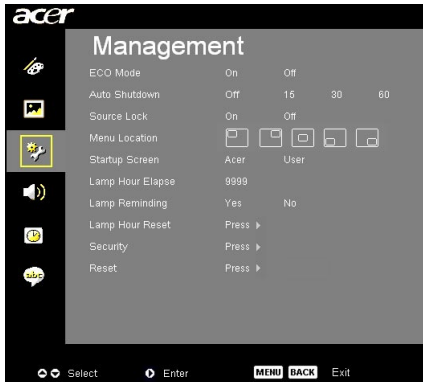 acer
Management
ECO Mode On Off
Auto Shutdown Off 15 30 60
Source Lock On Off
Menu Location
Startup Screen Acer User
Lamp Hour Elapse 9999
Lamp Reminding Yes No
Lamp Hour Reset Press
Security Press
abc
Reset Press
Select Enter MENU BACK Exit